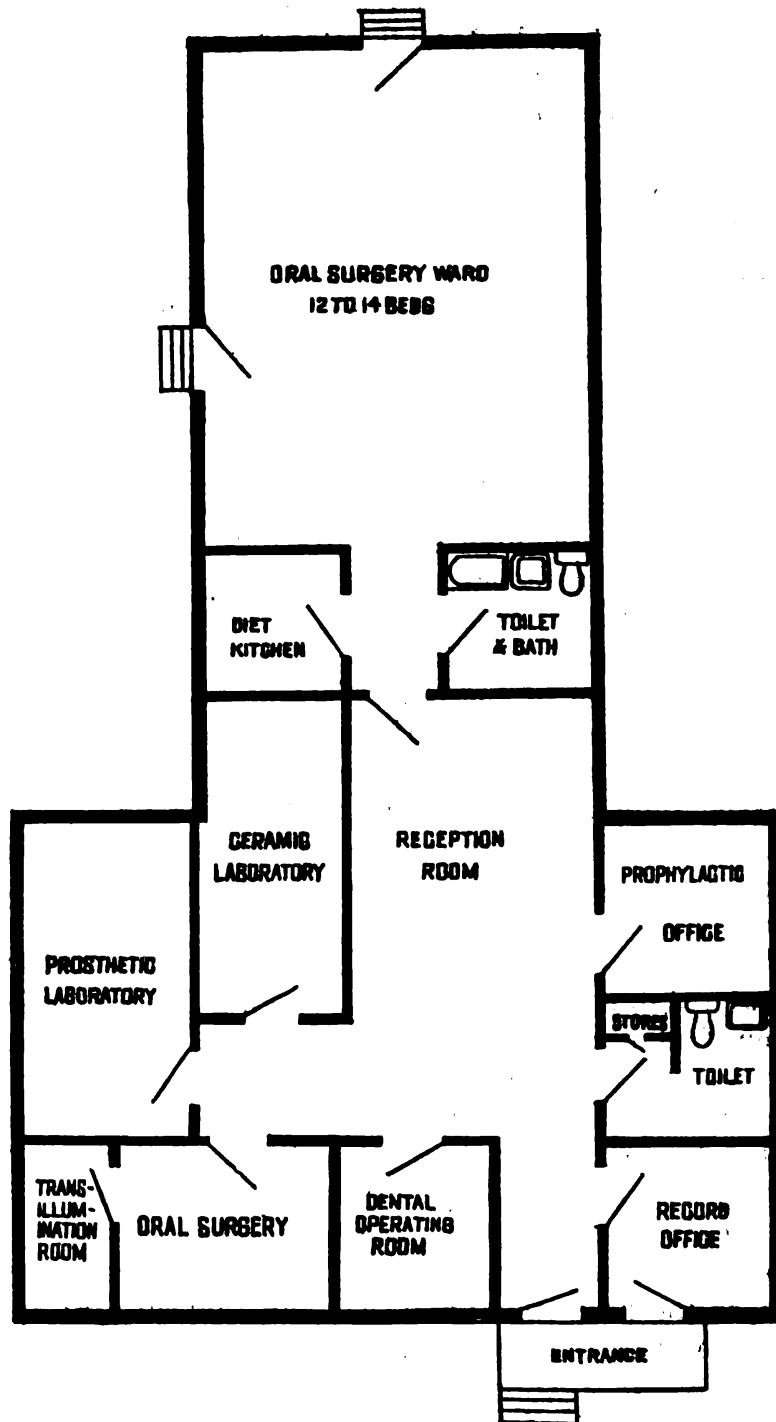 ORAL SURGERY WARD
12 TO 14 BEDS
DIET
KITCHEN
TOILET
& BATH
CERAMIC
LABORATORY
RECEPTION
ROOM
PROPHYLACTIC
OFFICE
PROSTHETIC
LABORATORY
STORES
TOILET
TRANS-
ILLUM-
INATION
ROOM
ORAL SURGERY
DENTAL
OPERATING
ROOM
RECORD
OFFICE
ENTRANCE